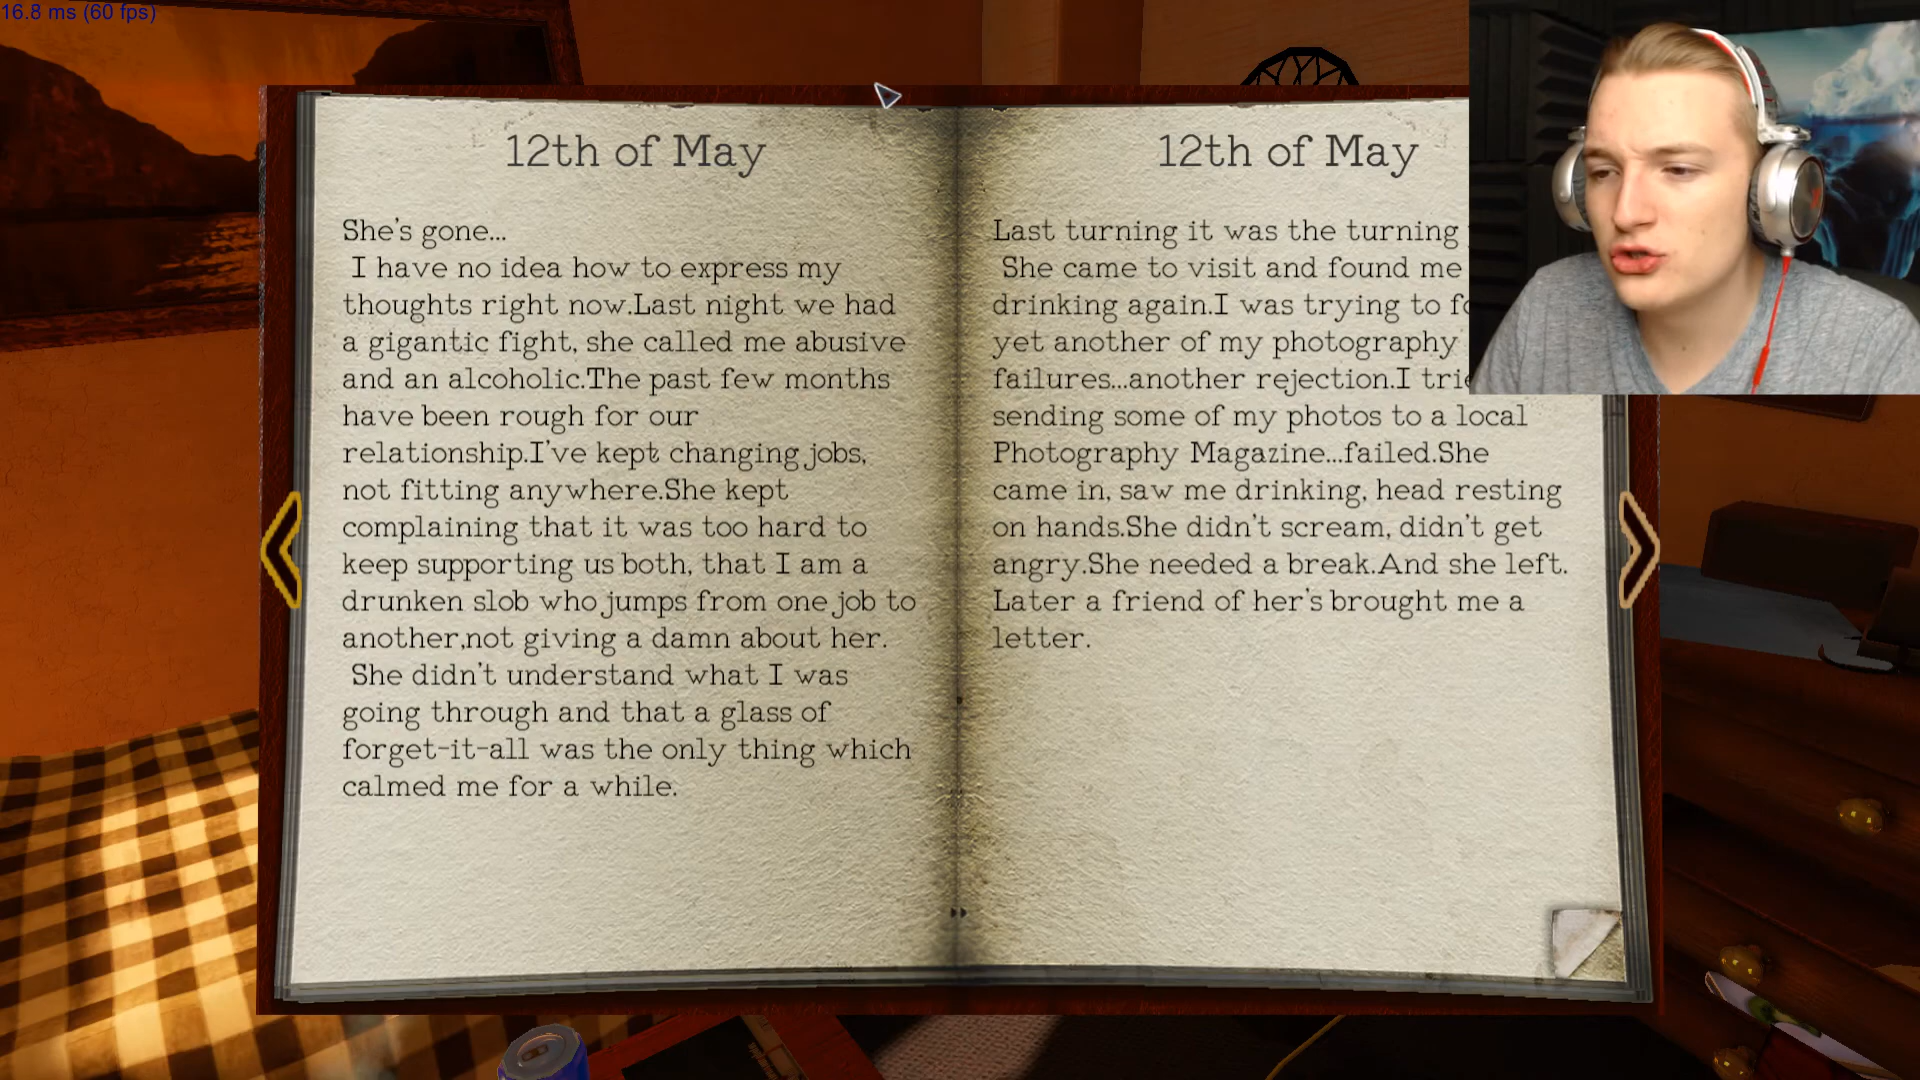 16.8 ms (60 fps)
12th of May
She's gone...
I have no idea how to express my
thoughts right now.Last night we had
a gigantic fight, she called me abusive
and an alcoholic.The past few months
have been rough for our
relationship.I've kept changing jobs,
not fitting anywhere.She kept
complaining that it was too hard to
keep supporting us both, that I am a
drunken slob who jumps from one job to
another,not giving a damn about her.
She didn't understand what I was
going through and that a glass of
forget-it-all was the only thing which
calmed me for a while.
12th of May
Last turning it was the turning
She came to visit and found me
drinking again.I was trying to
yet another of my photography
failures...another rejection.I
sending some of my photos to a local
Photography Magazine...failed.She
came in, saw me drinking, head resting
on hands.She didn't scream, didn't get
angry.She needed a break.And she left.
Later a friend of her's brought me a
letter.